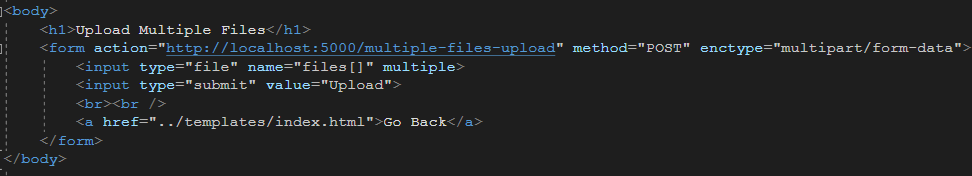 <body>
<h1>Upload Multiple Files</h1>
<form action="http://localhost:5000/multiple-files-upload" method="POST" enctype="multipart/form-data">
<input type="file" name="files[]" multiple>
<input type="submit" value="Upload">
<br><br />
<a href="../templates/index.html">Go Back</a>
</form>
</body>